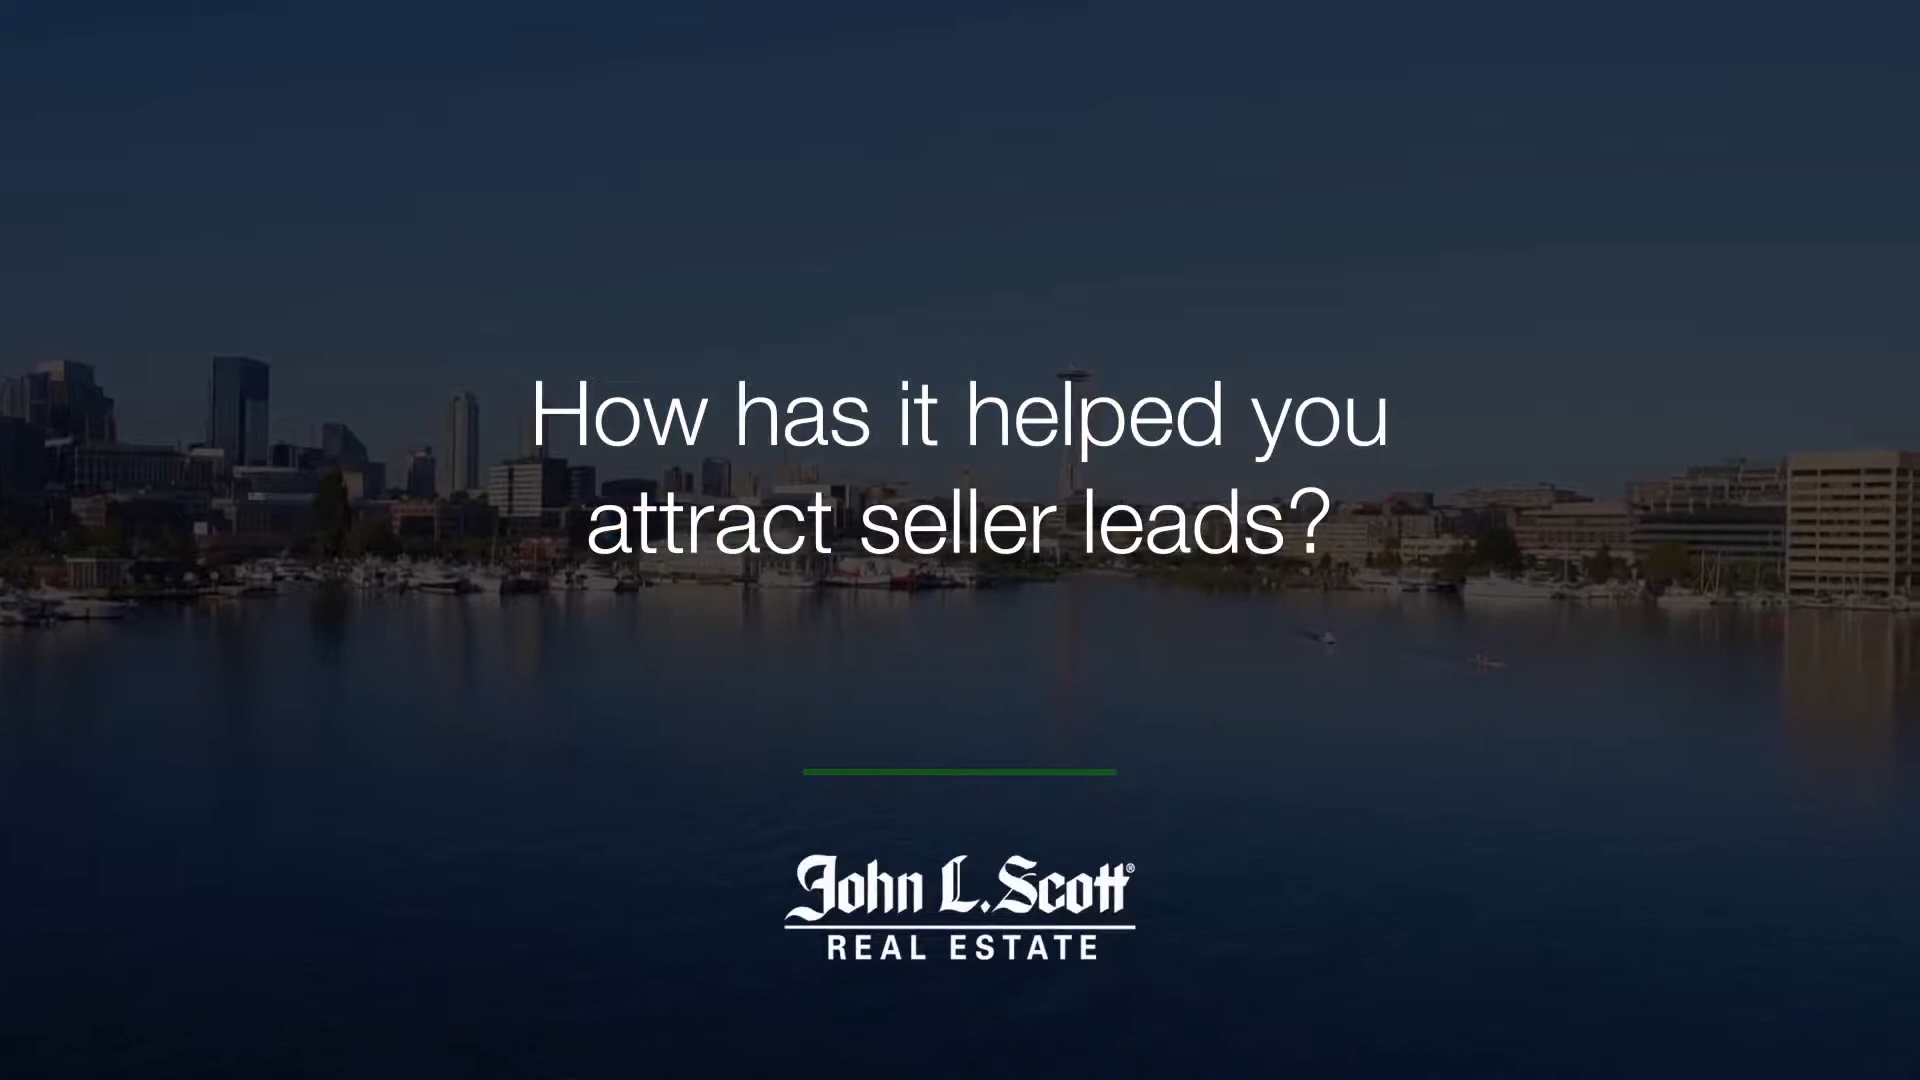 How has it helped you
attract seller leads?
John L. Scott®
REAL ESTATE